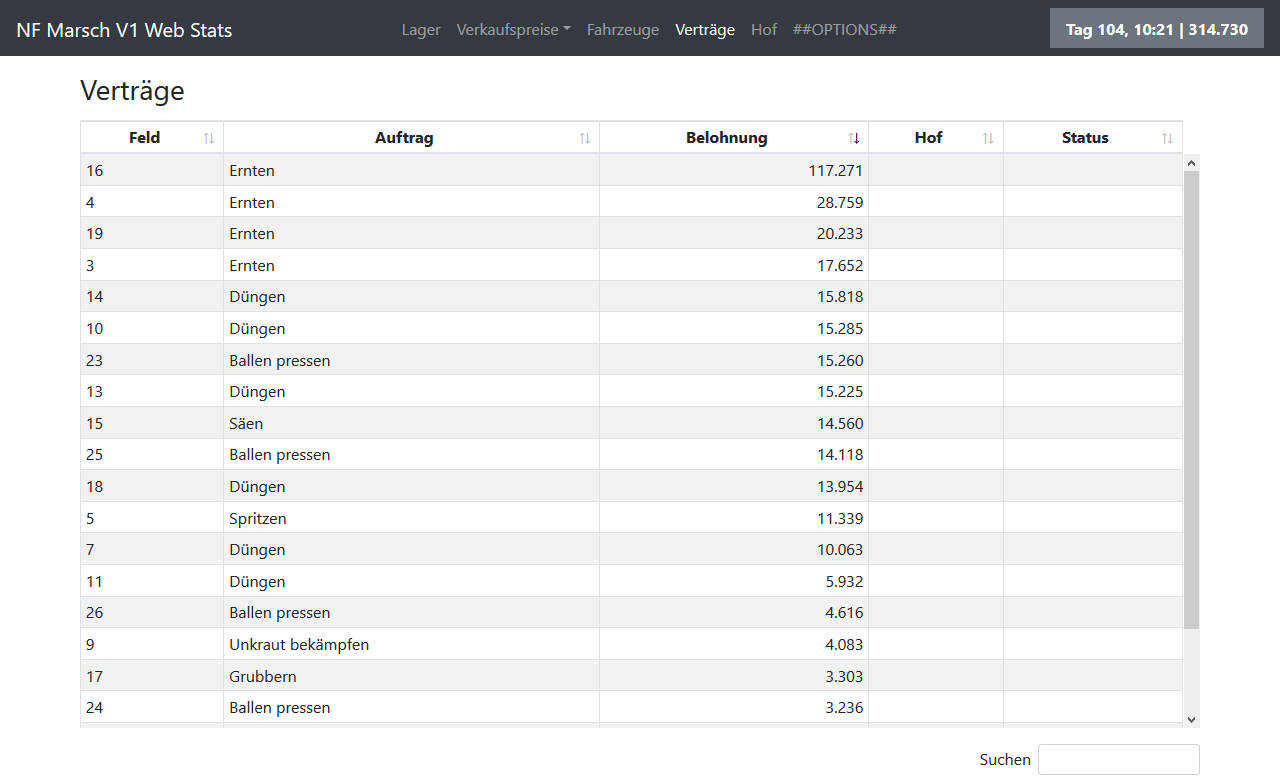 NF Marsch V1 Web Stats Lager Verkaufspreise Fahrzeuge Verträge Hof ##OPTIONS## Tag 104, 10:21 | 314.730
Verträge
Feld Auftrag Belohnung Hof Status
16 Ernten 117.271
4 Ernten 28.759
19 Ernten 20.233
3 Ernten 17.652
14 Düngen 15.818
10 Düngen 15.285
23 Ballen pressen 15.260
13 Düngen 15.225
15 Säen 14.560
25 Ballen pressen 14.118
18 Düngen 13.954
5 Spritzen 11.339
7 Düngen 10.063
11 Düngen 5.932
26 Ballen pressen 4.616
9 Unkraut bekämpfen 4.083
17 Grubbern 3.303
24 Ballen pressen 3.236
Suchen